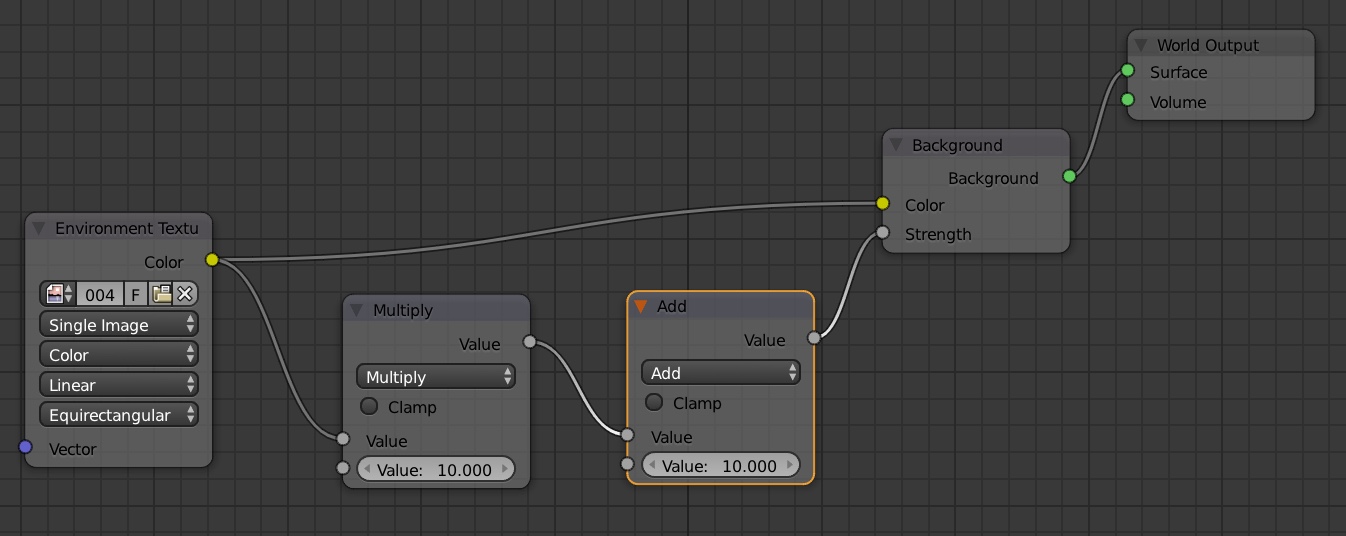 World Output
Surface
Volume
Background
Background
Color
Strength
Environment Textu
Color
004 F
Single Image
Color
Linear
Equirectangular
Vector
Multiply
Value
Multiply
Clamp
Value
Value: 10.000
Add
Value
Add
Clamp
Value
Value: 10.000